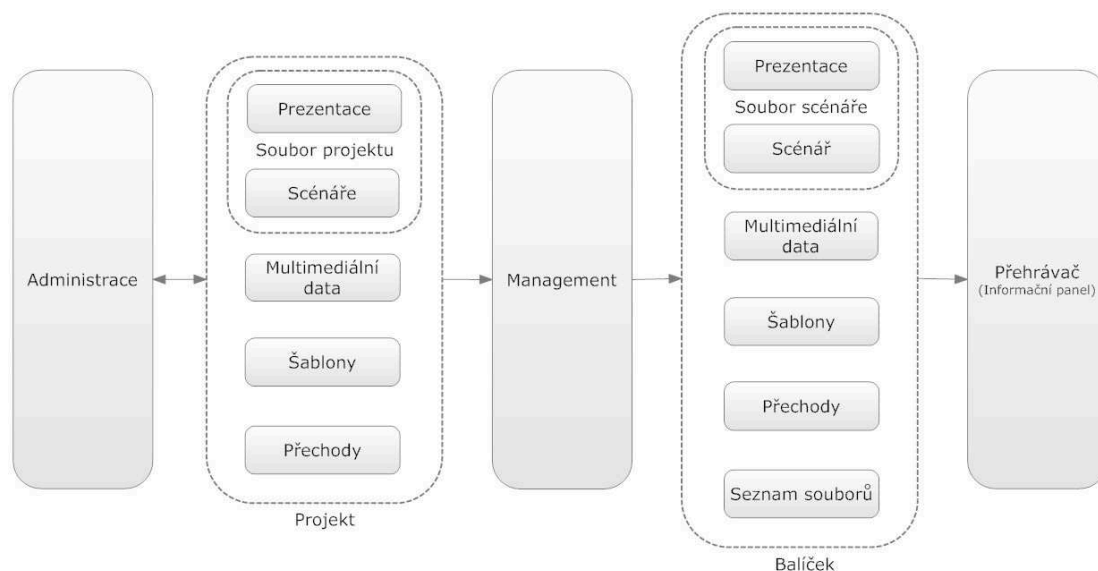 Administrace
Prezentace
Soubor projektu
Scénáře
Multimediální
data
Šablony
Přechody
Projekt
Management
Prezentace
Soubor scénáře
Scénář
Multimediální
data
Šablony
Přechody
Seznam souborů
Balíček
Přehrávač
(Informační panel)